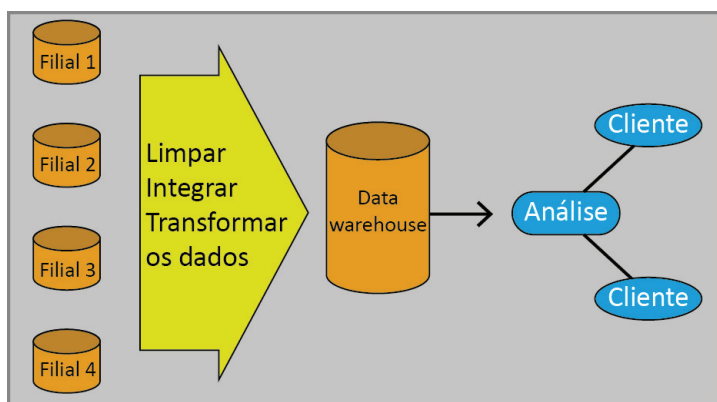 Filial 1
Filial 2
Filial 3
Filial 4
Limpar
Integrar
Transformar
os dados
Data
warehouse
Análise
Cliente
Cliente